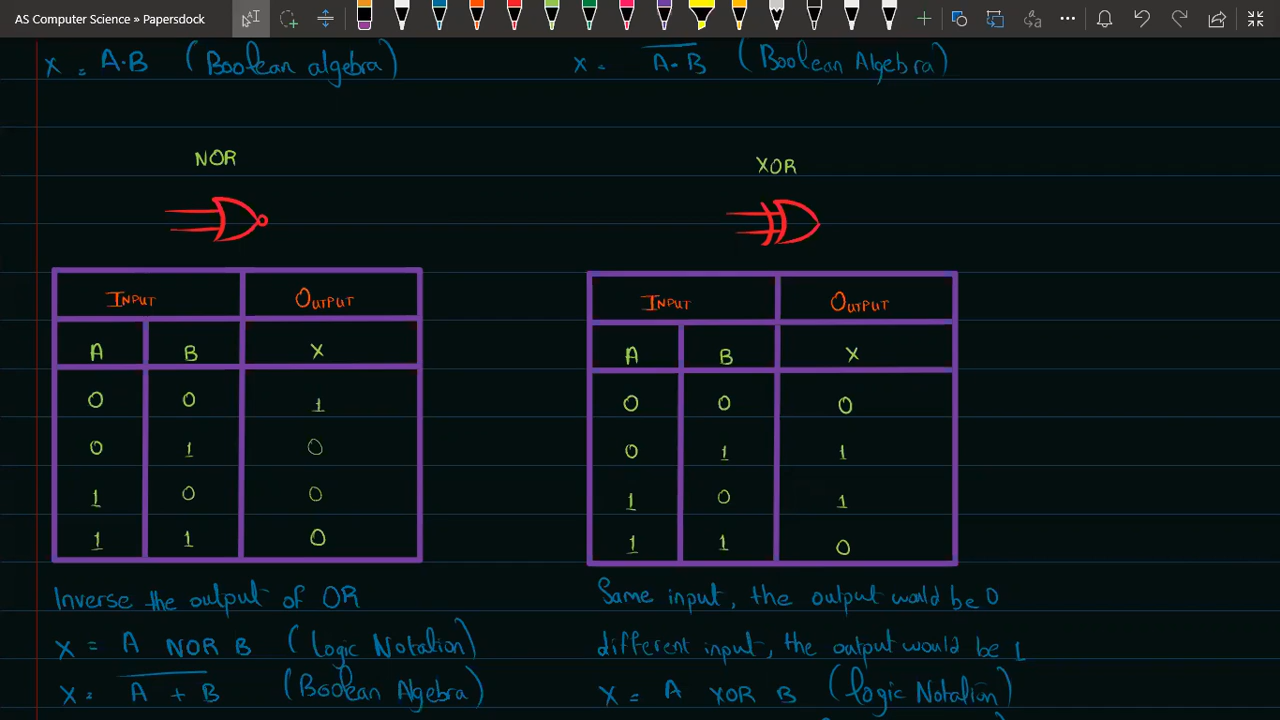 AS Computer Science » Papersdock
X = A·B (Boolean algebra)
X = A̅·̅B̅ (Boolean Algebra)
NOR
XOR
INPUT OUTPUT
A B X
0 0 1
0 1 0
1 0 0
1 1 0
Inverse the output of OR
X = A NOR B (logic Notation)
X = A̅ ̅+̅ ̅B̅ (Boolean Algebra)
INPUT OUTPUT
A B X
0 0 0
0 1 1
1 0 1
1 1 0
Same input, the output would be 0
different input, the output would be 1
X = A XOR B (logic Notation)